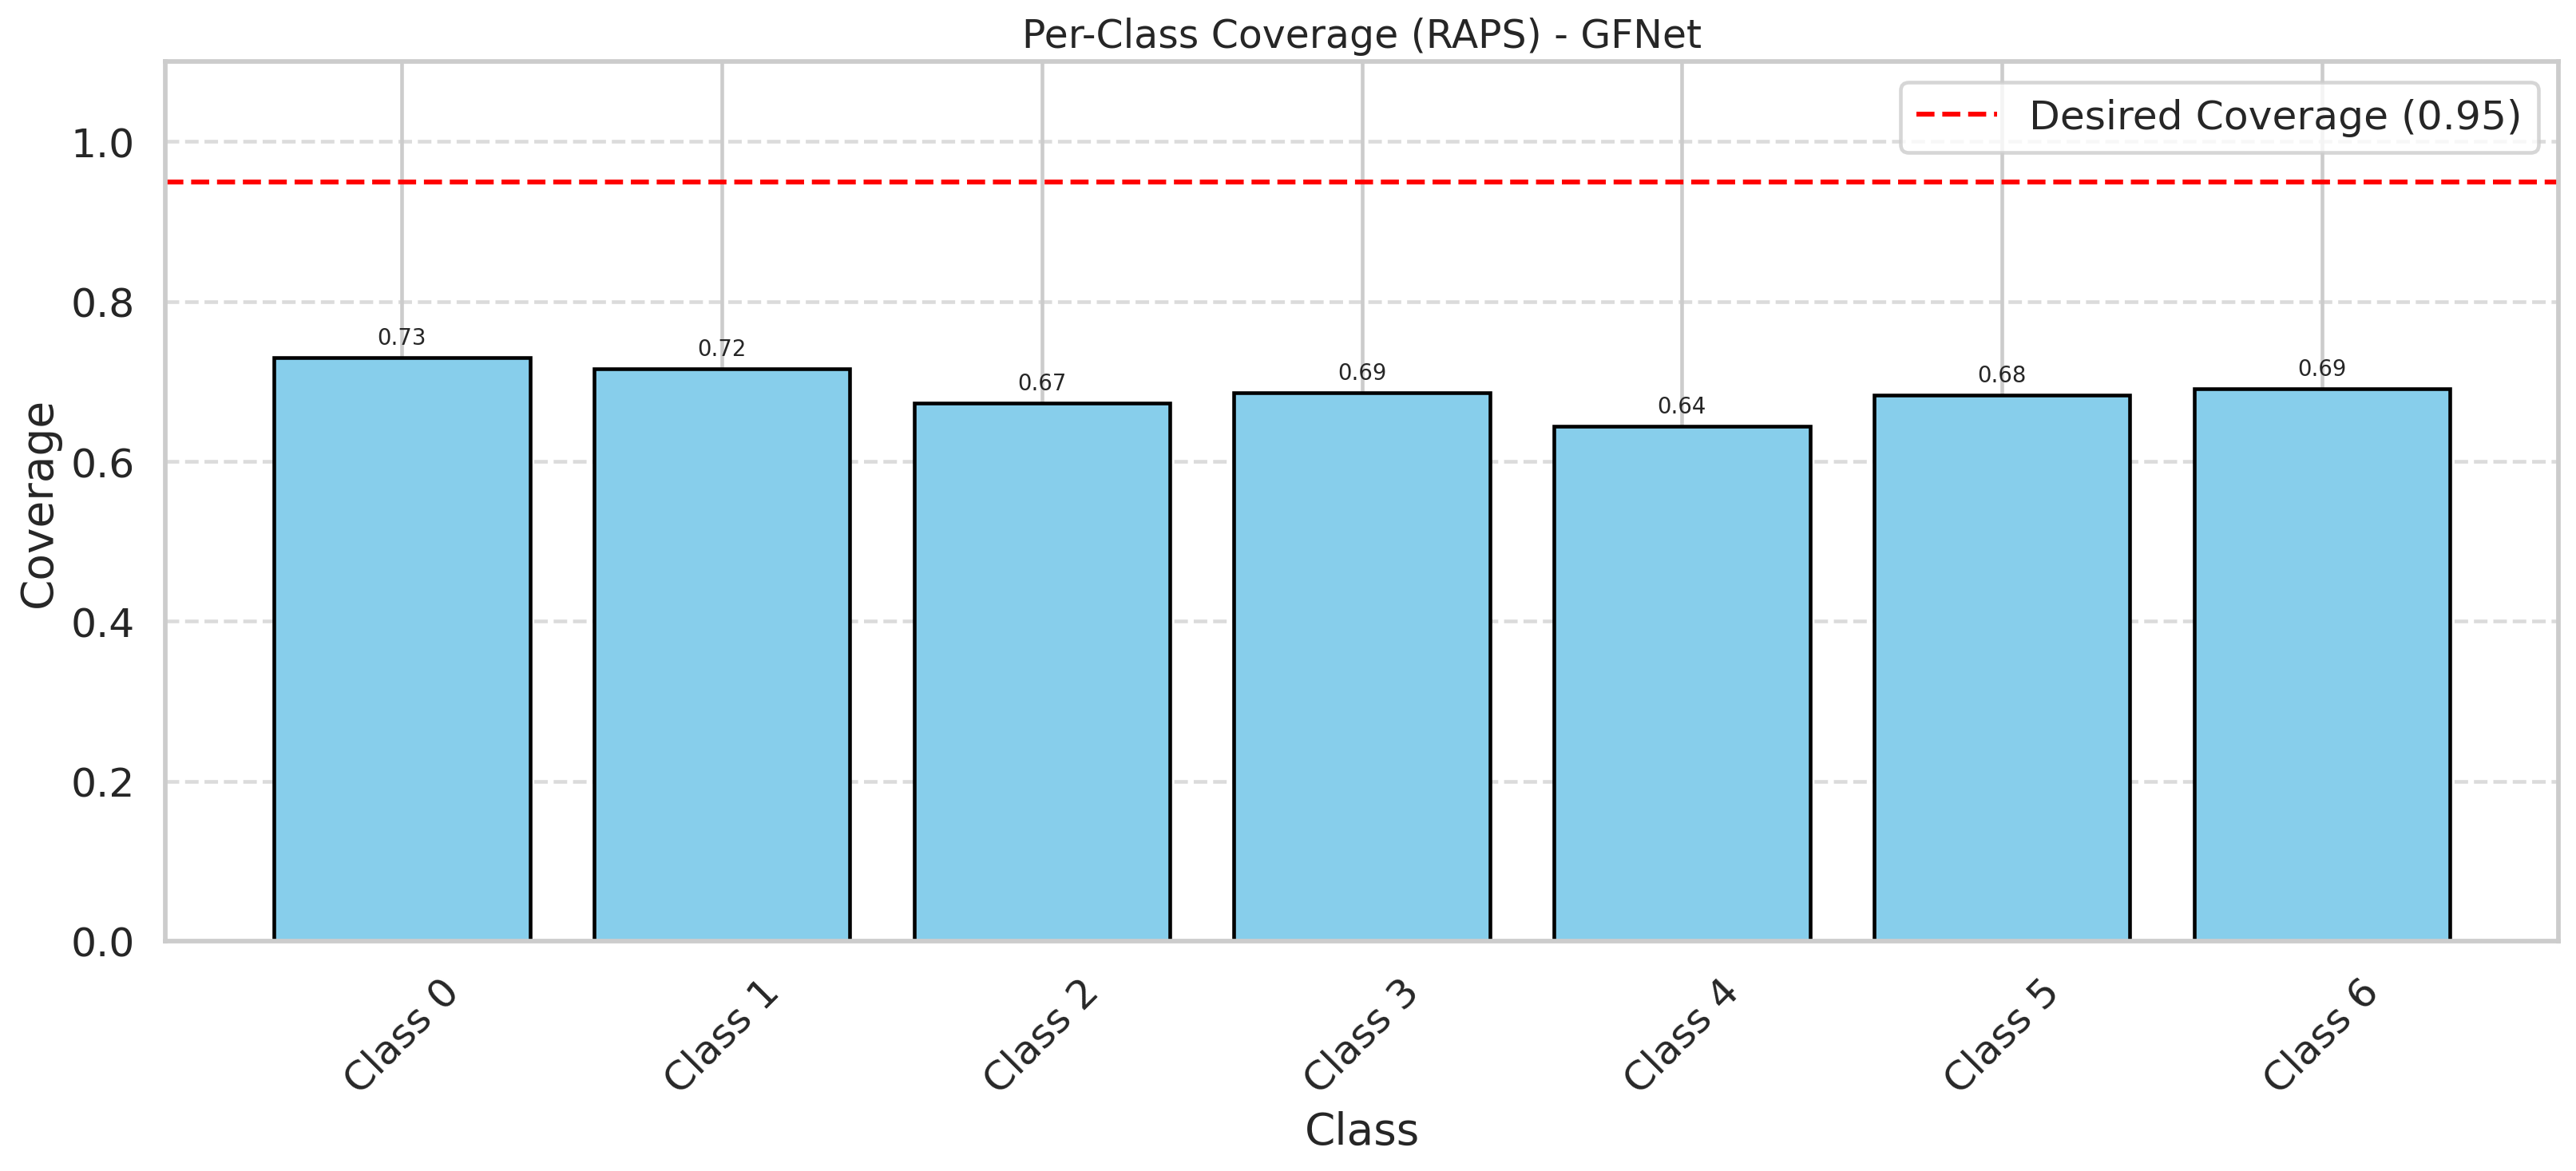 Per-Class Coverage (RAPS) - GFNet
Desired Coverage (0.95)
Coverage
1.0
0.8
0.6
0.4
0.2
0.0
0.73
0.72
0.67
0.69
0.64
0.68
0.69
Class 0
Class 1
Class 2
Class 3
Class 4
Class 5
Class 6
Class